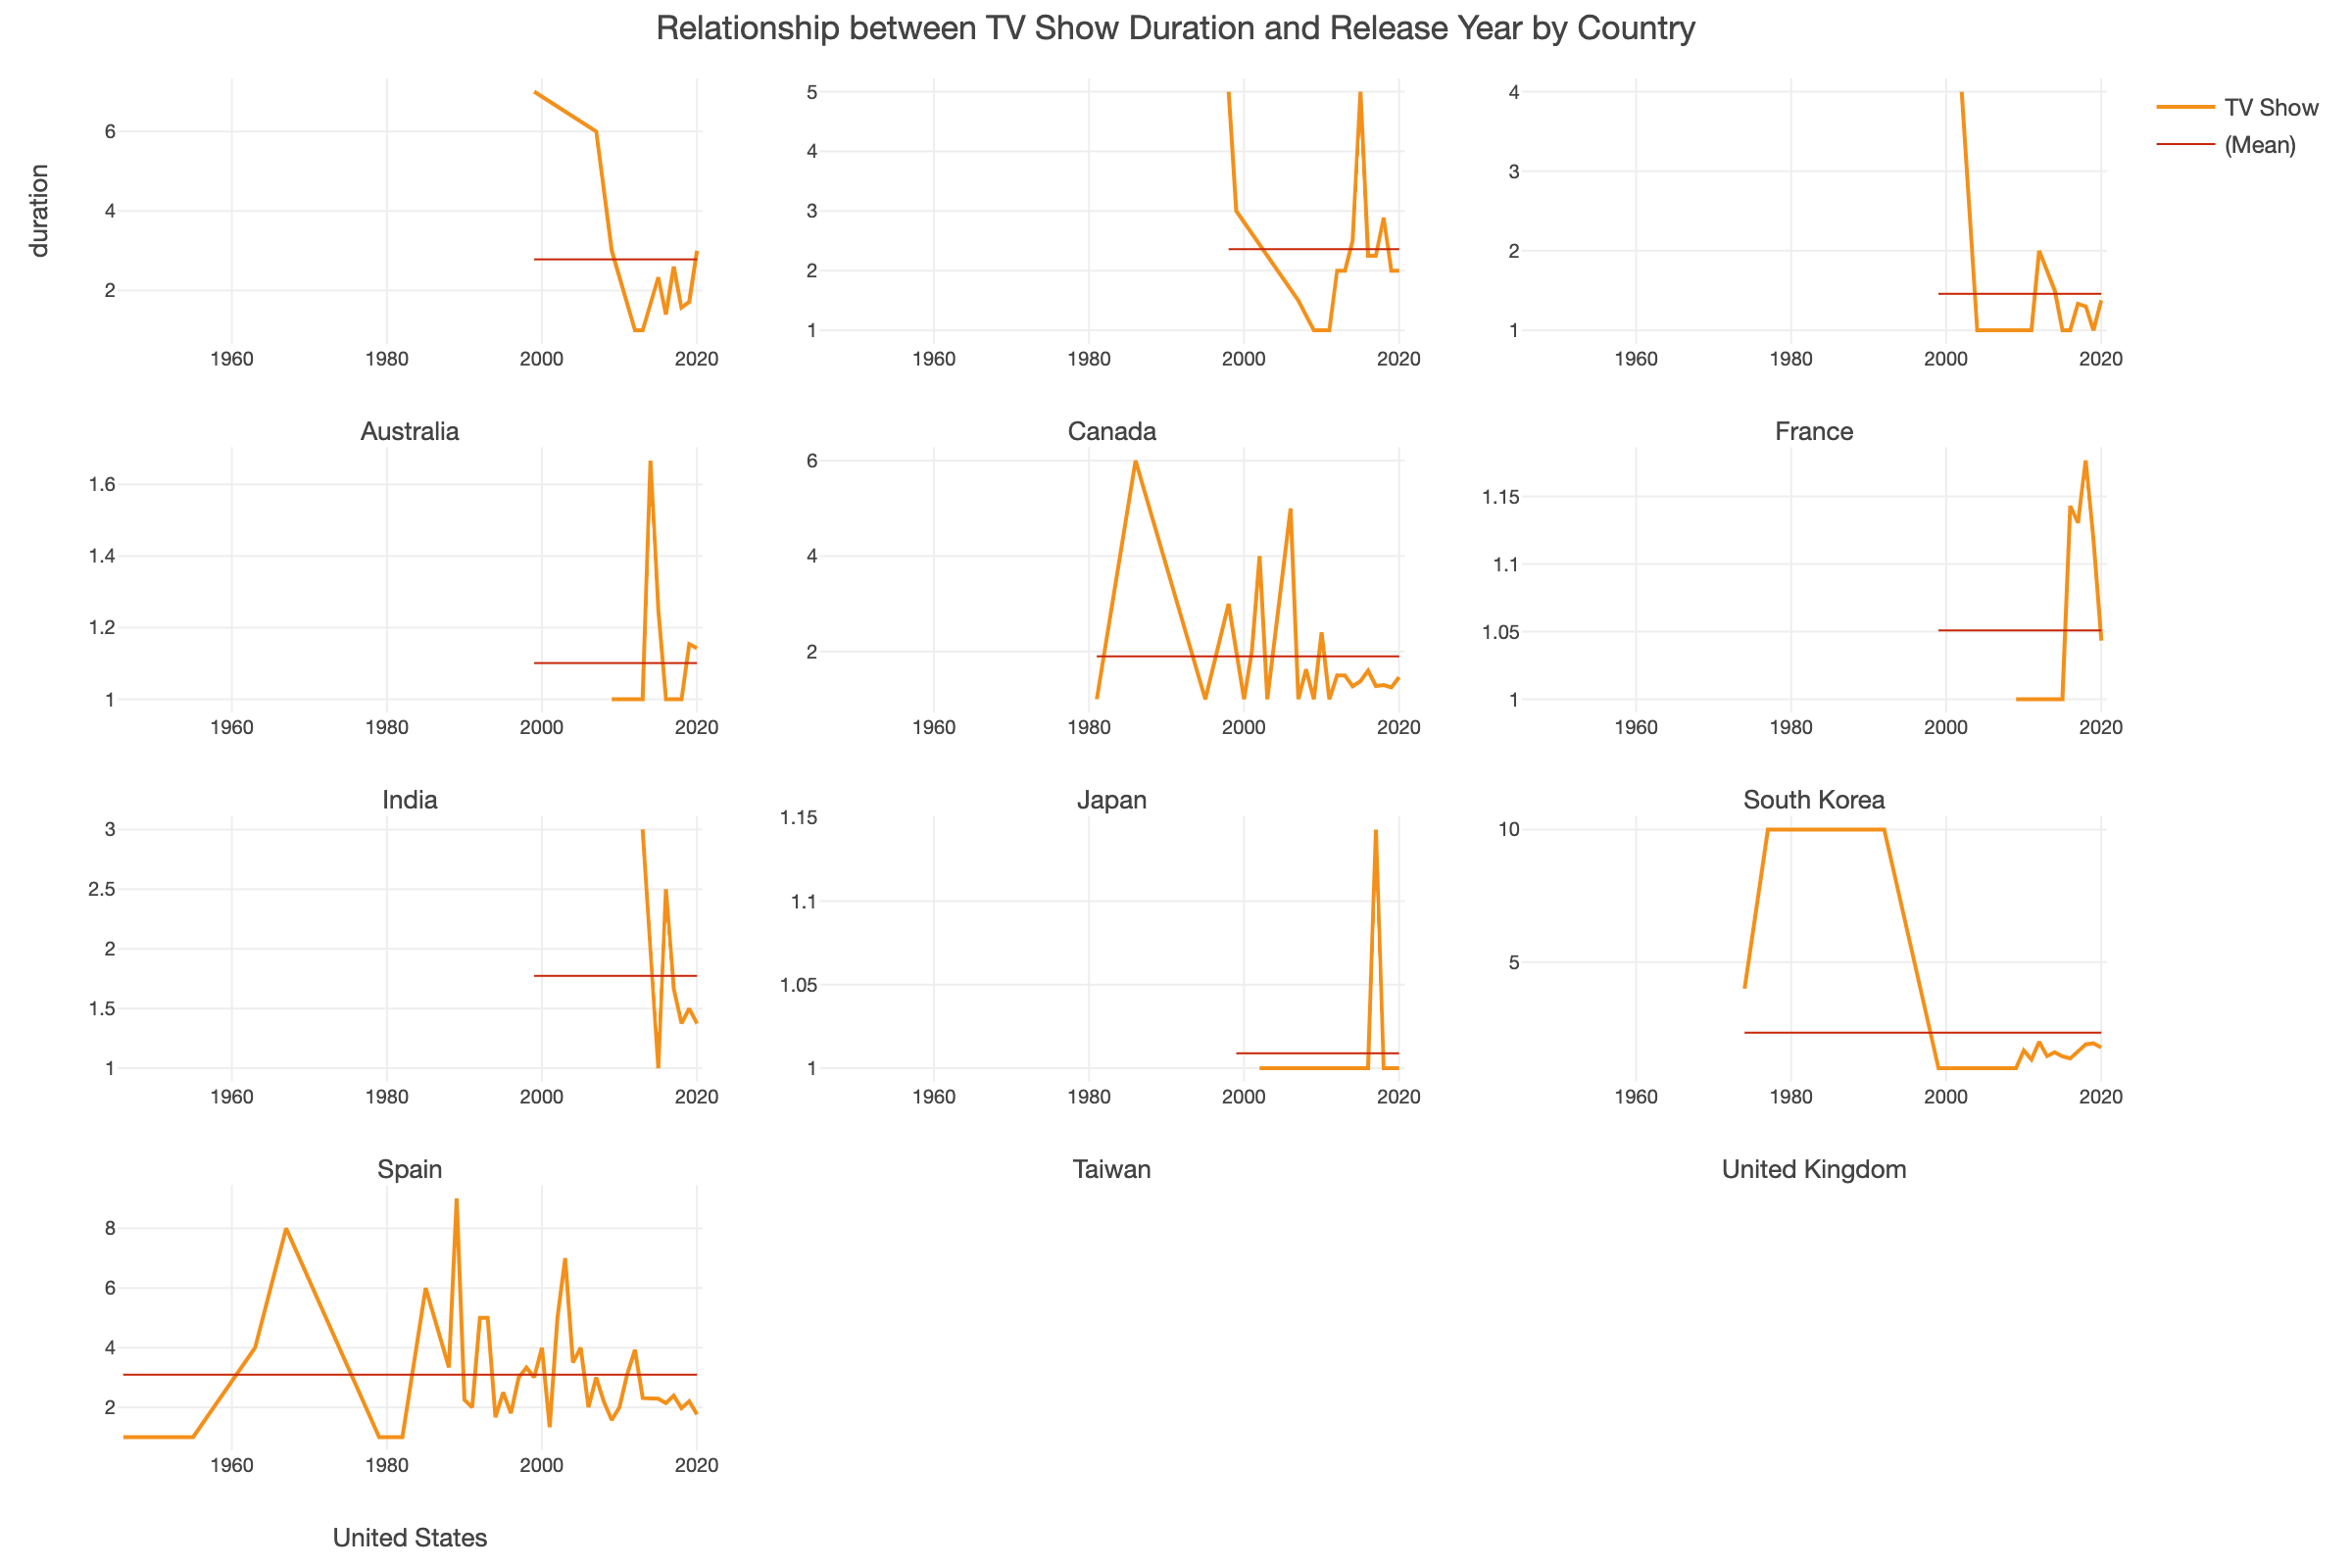 Relationship between TV Show Duration and Release Year by Country
TV Show
(Mean)
duration
6
4
2
1960 1980 2000 2020
Australia
5
4
3
2
1
1960 1980 2000 2020
Canada
4
3
2
1
1960 1980 2000 2020
France
1.6
1.4
1.2
1
1960 1980 2000 2020
India
6
4
2
1960 1980 2000 2020
Japan
1.15
1.1
1.05
1
1960 1980 2000 2020
South Korea
3
2.5
2
1.5
1
1960 1980 2000 2020
Spain
1.15
1.1
1.05
1
1960 1980 2000 2020
Taiwan
10
5
1960 1980 2000 2020
United Kingdom
8
6
4
2
1960 1980 2000 2020
United States